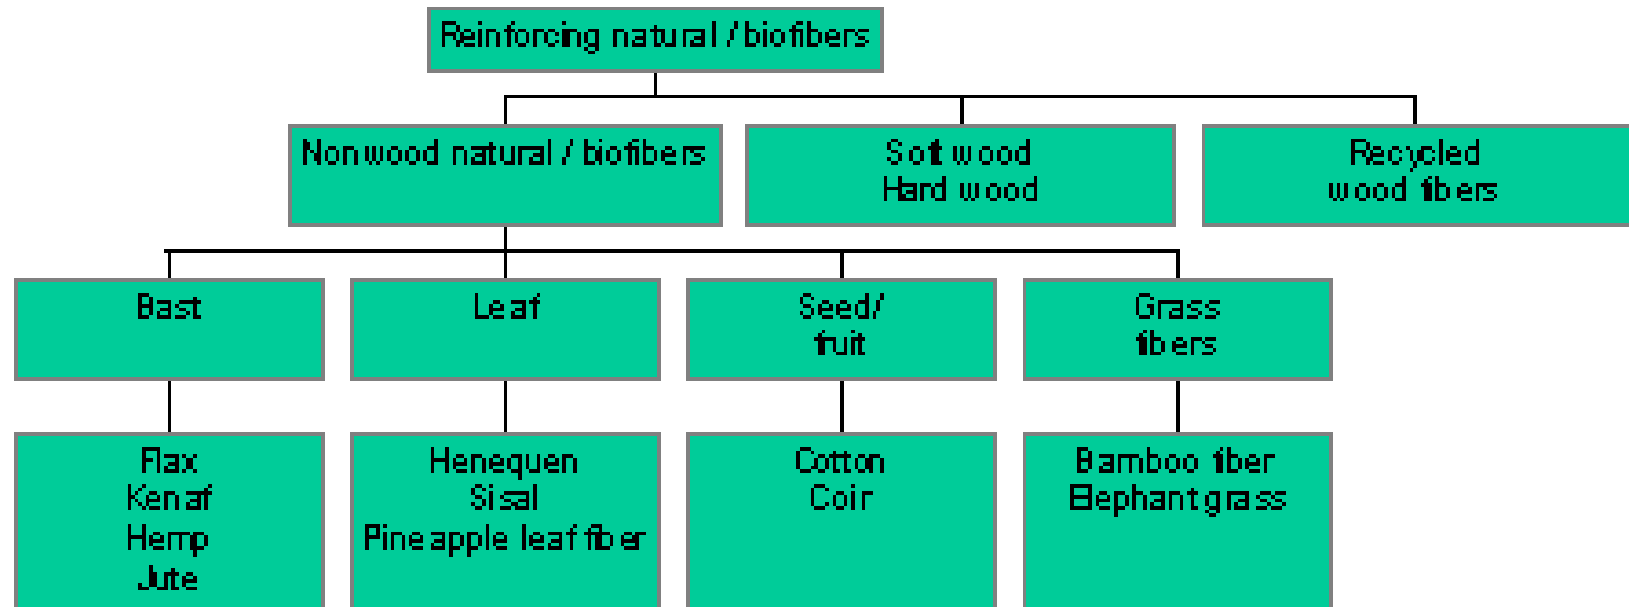 Reinforcing natural / biofibers
Nonwood natural / biofibers
Soft wood
Hard wood
Recycled
wood fibers
Bast
Leaf
Seed/
fruit
Grass
fibers
Flax
Kenaf
Hemp
Jute
Henequen
Sisal
Pineapple leaf fiber
Cotton
Coir
Bamboo fiber
Elephant grass